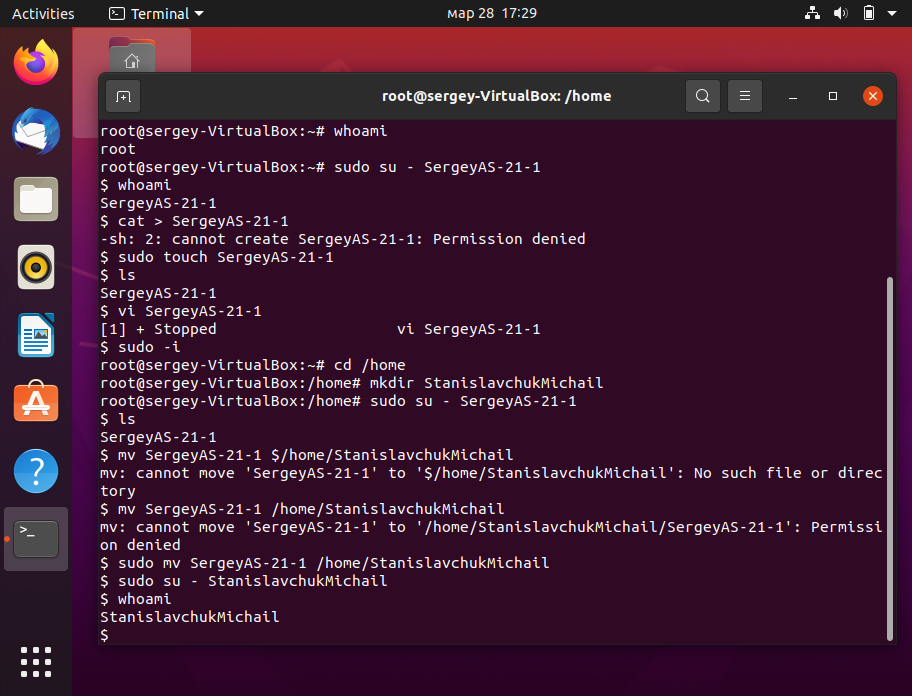 Activities
Terminal
мар 28 17:29
root@sergey-VirtualBox: /home
root@sergey-VirtualBox:~# whoami
root
root@sergey-VirtualBox:~# sudo su - SergeyAS-21-1
$ whoami
SergeyAS-21-1
$ cat > SergeyAS-21-1
-sh: 2: cannot create SergeyAS-21-1: Permission denied
$ sudo touch SergeyAS-21-1
$ ls
SergeyAS-21-1
$ vi SergeyAS-21-1
[1] + Stopped                    vi SergeyAS-21-1
$ sudo -i
root@sergey-VirtualBox:~# cd /home
root@sergey-VirtualBox:/home# mkdir StanislavchukMichail
root@sergey-VirtualBox:/home# sudo su - SergeyAS-21-1
$ ls
SergeyAS-21-1
$ mv SergeyAS-21-1 $/home/StanislavchukMichail
mv: cannot move 'SergeyAS-21-1' to '$/home/StanislavchukMichail': No such file or direc
tory
$ mv SergeyAS-21-1 /home/StanislavchukMichail
mv: cannot move 'SergeyAS-21-1' to '/home/StanislavchukMichail/SergeyAS-21-1': Permissi
on denied
$ sudo mv SergeyAS-21-1 /home/StanislavchukMichail
$ sudo su - StanislavchukMichail
$ whoami
StanislavchukMichail
$